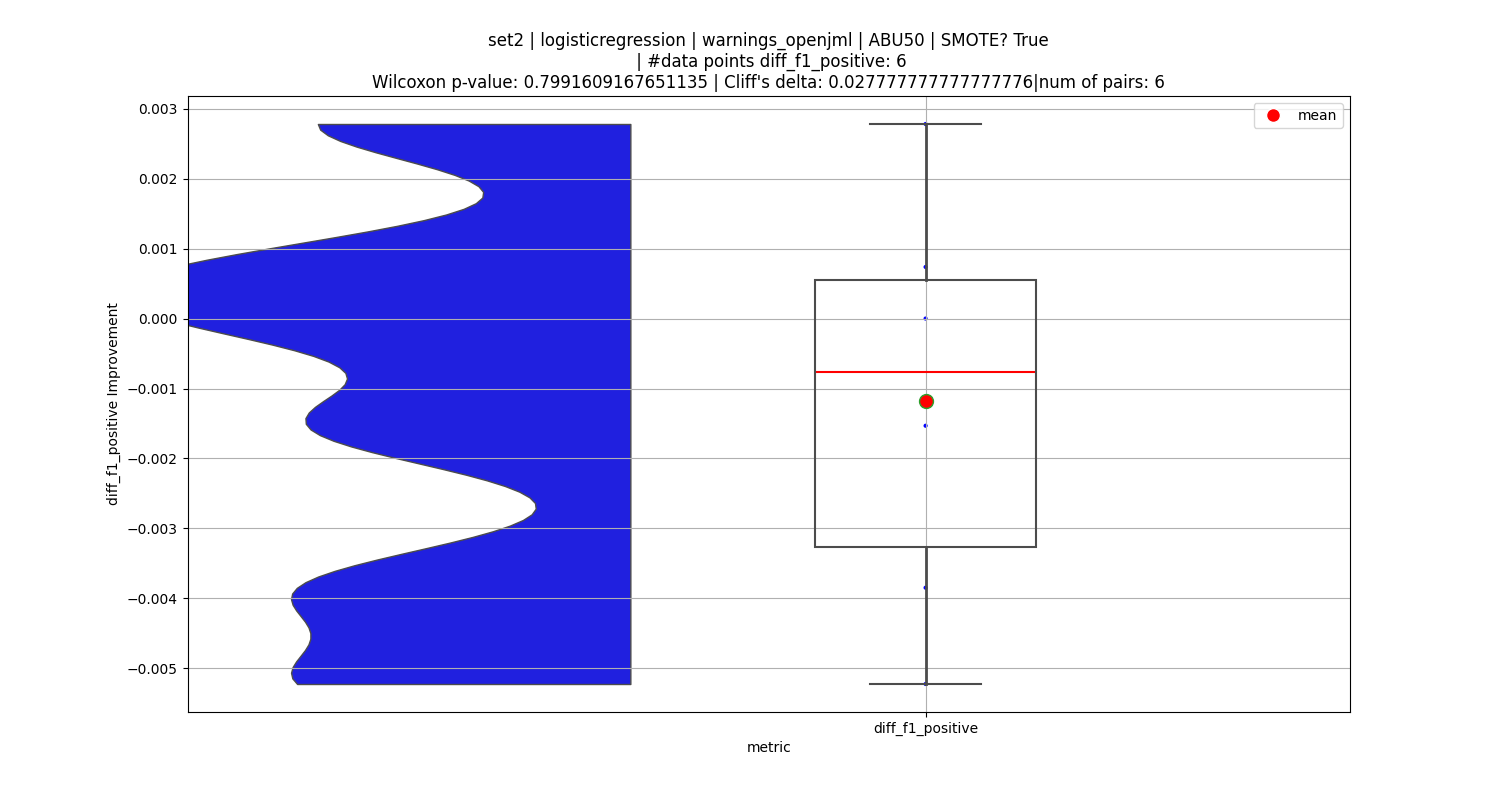 set2 | logisticregression | warnings_openjml | ABU50 | SMOTE? True
| #data points diff_f1_positive: 6
Wilcoxon p-value: 0.7991609167651135 | Cliff's delta: 0.027777777777777776|num of pairs: 6
mean
0.003
0.002
0.001
0.000
−0.001
−0.002
−0.003
−0.004
−0.005
diff_f1_positive Improvement
diff_f1_positive
metric